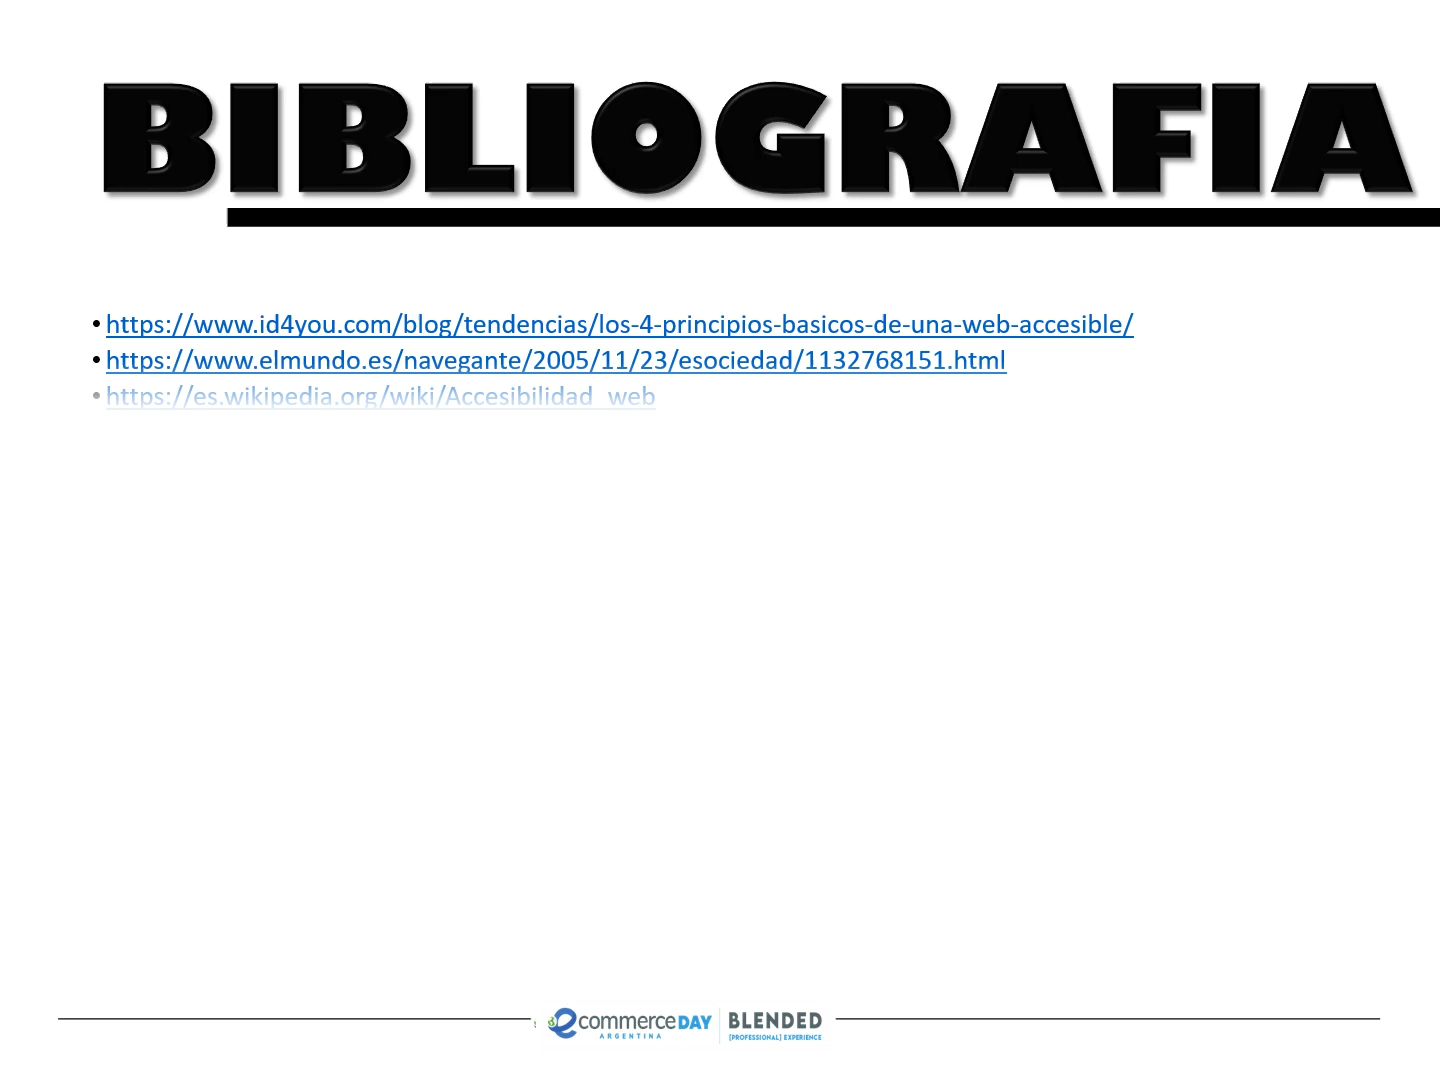 BIBLIOGRAFIA
• https://www.id4you.com/blog/tendencias/los-4-principios-basicos-de-una-web-accesible/
• https://www.elmundo.es/navegante/2005/11/23/esociedad/1132768151.html
• https://es.wikipedia.org/wiki/Accesibilidad_web
ecommerce DAY BLENDED
ARGENTINA [PROFESSIONAL] EXPERIENCE